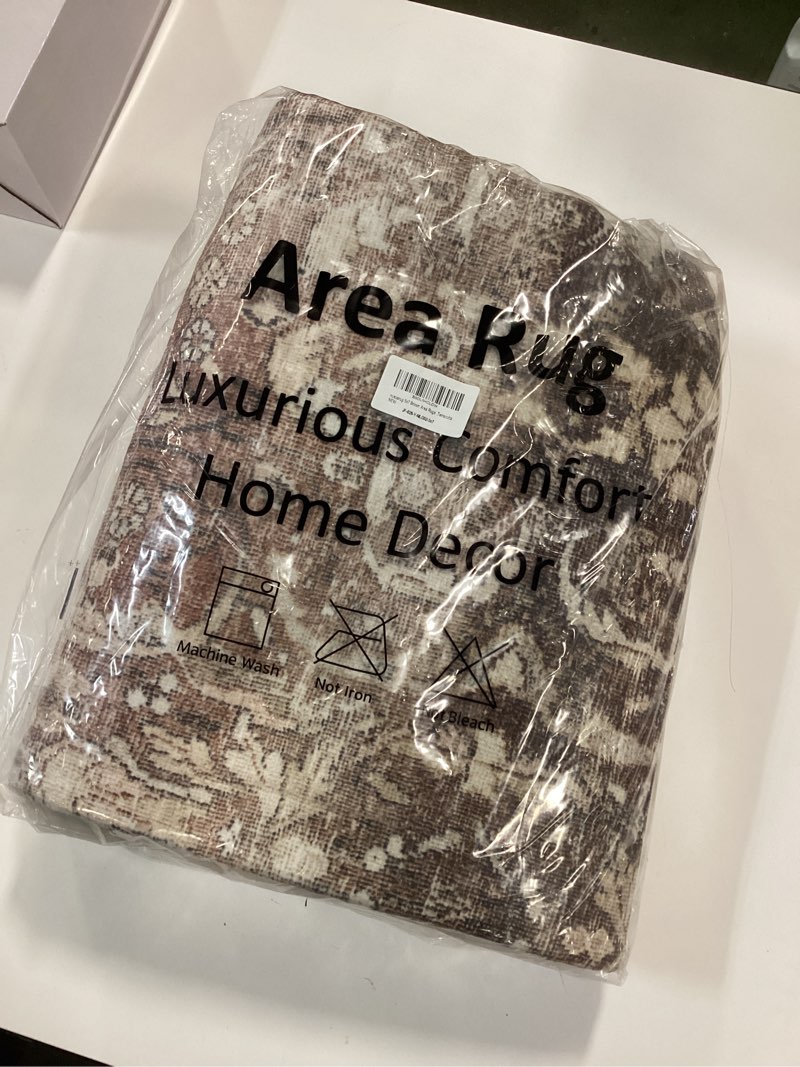 Area Rug
Luxurious Comfort
Home Decor
Machine Wash
Not Iron
Bleach